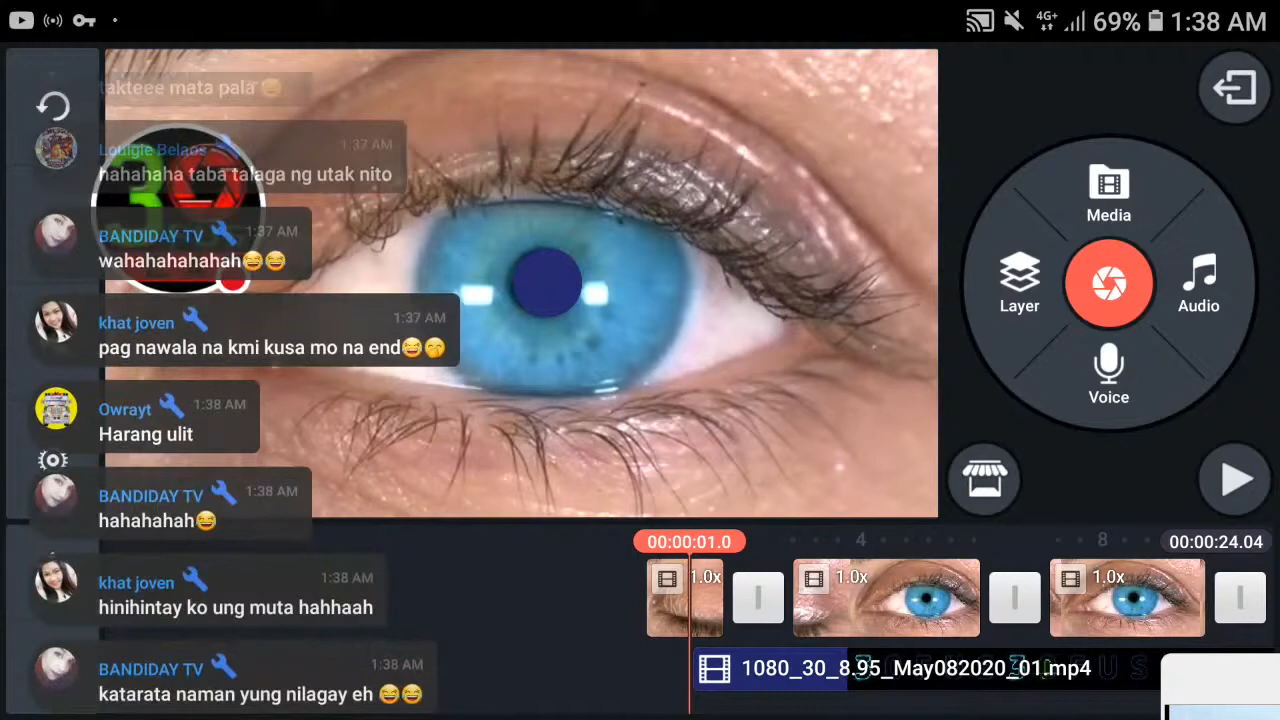 4G+ 69% 1:38 AM
takteee mata pala 😂
Louigie Belaos 1:37 AM
hahahaha taba talaga ng utak nito
BANDIDAY TV 1:37 AM
wahahahahahah😂😂
khat joven 1:37 AM
pag nawala na kmi kusa mo na end😂🤭
Owrayt 1:38 AM
Harang ulit
BANDIDAY TV 1:38 AM
hahahahah😅
khat joven 1:38 AM
hinihintay ko ung muta hahhaah
BANDIDAY TV 1:38 AM
katarata naman yung nilagay eh 😂😂
Media
Layer
Audio
Voice
00:00:01.0 4 8 00:00:24.04
1.0x 1.0x 1.0x
1080_30_8.95_May082020_01.mp4